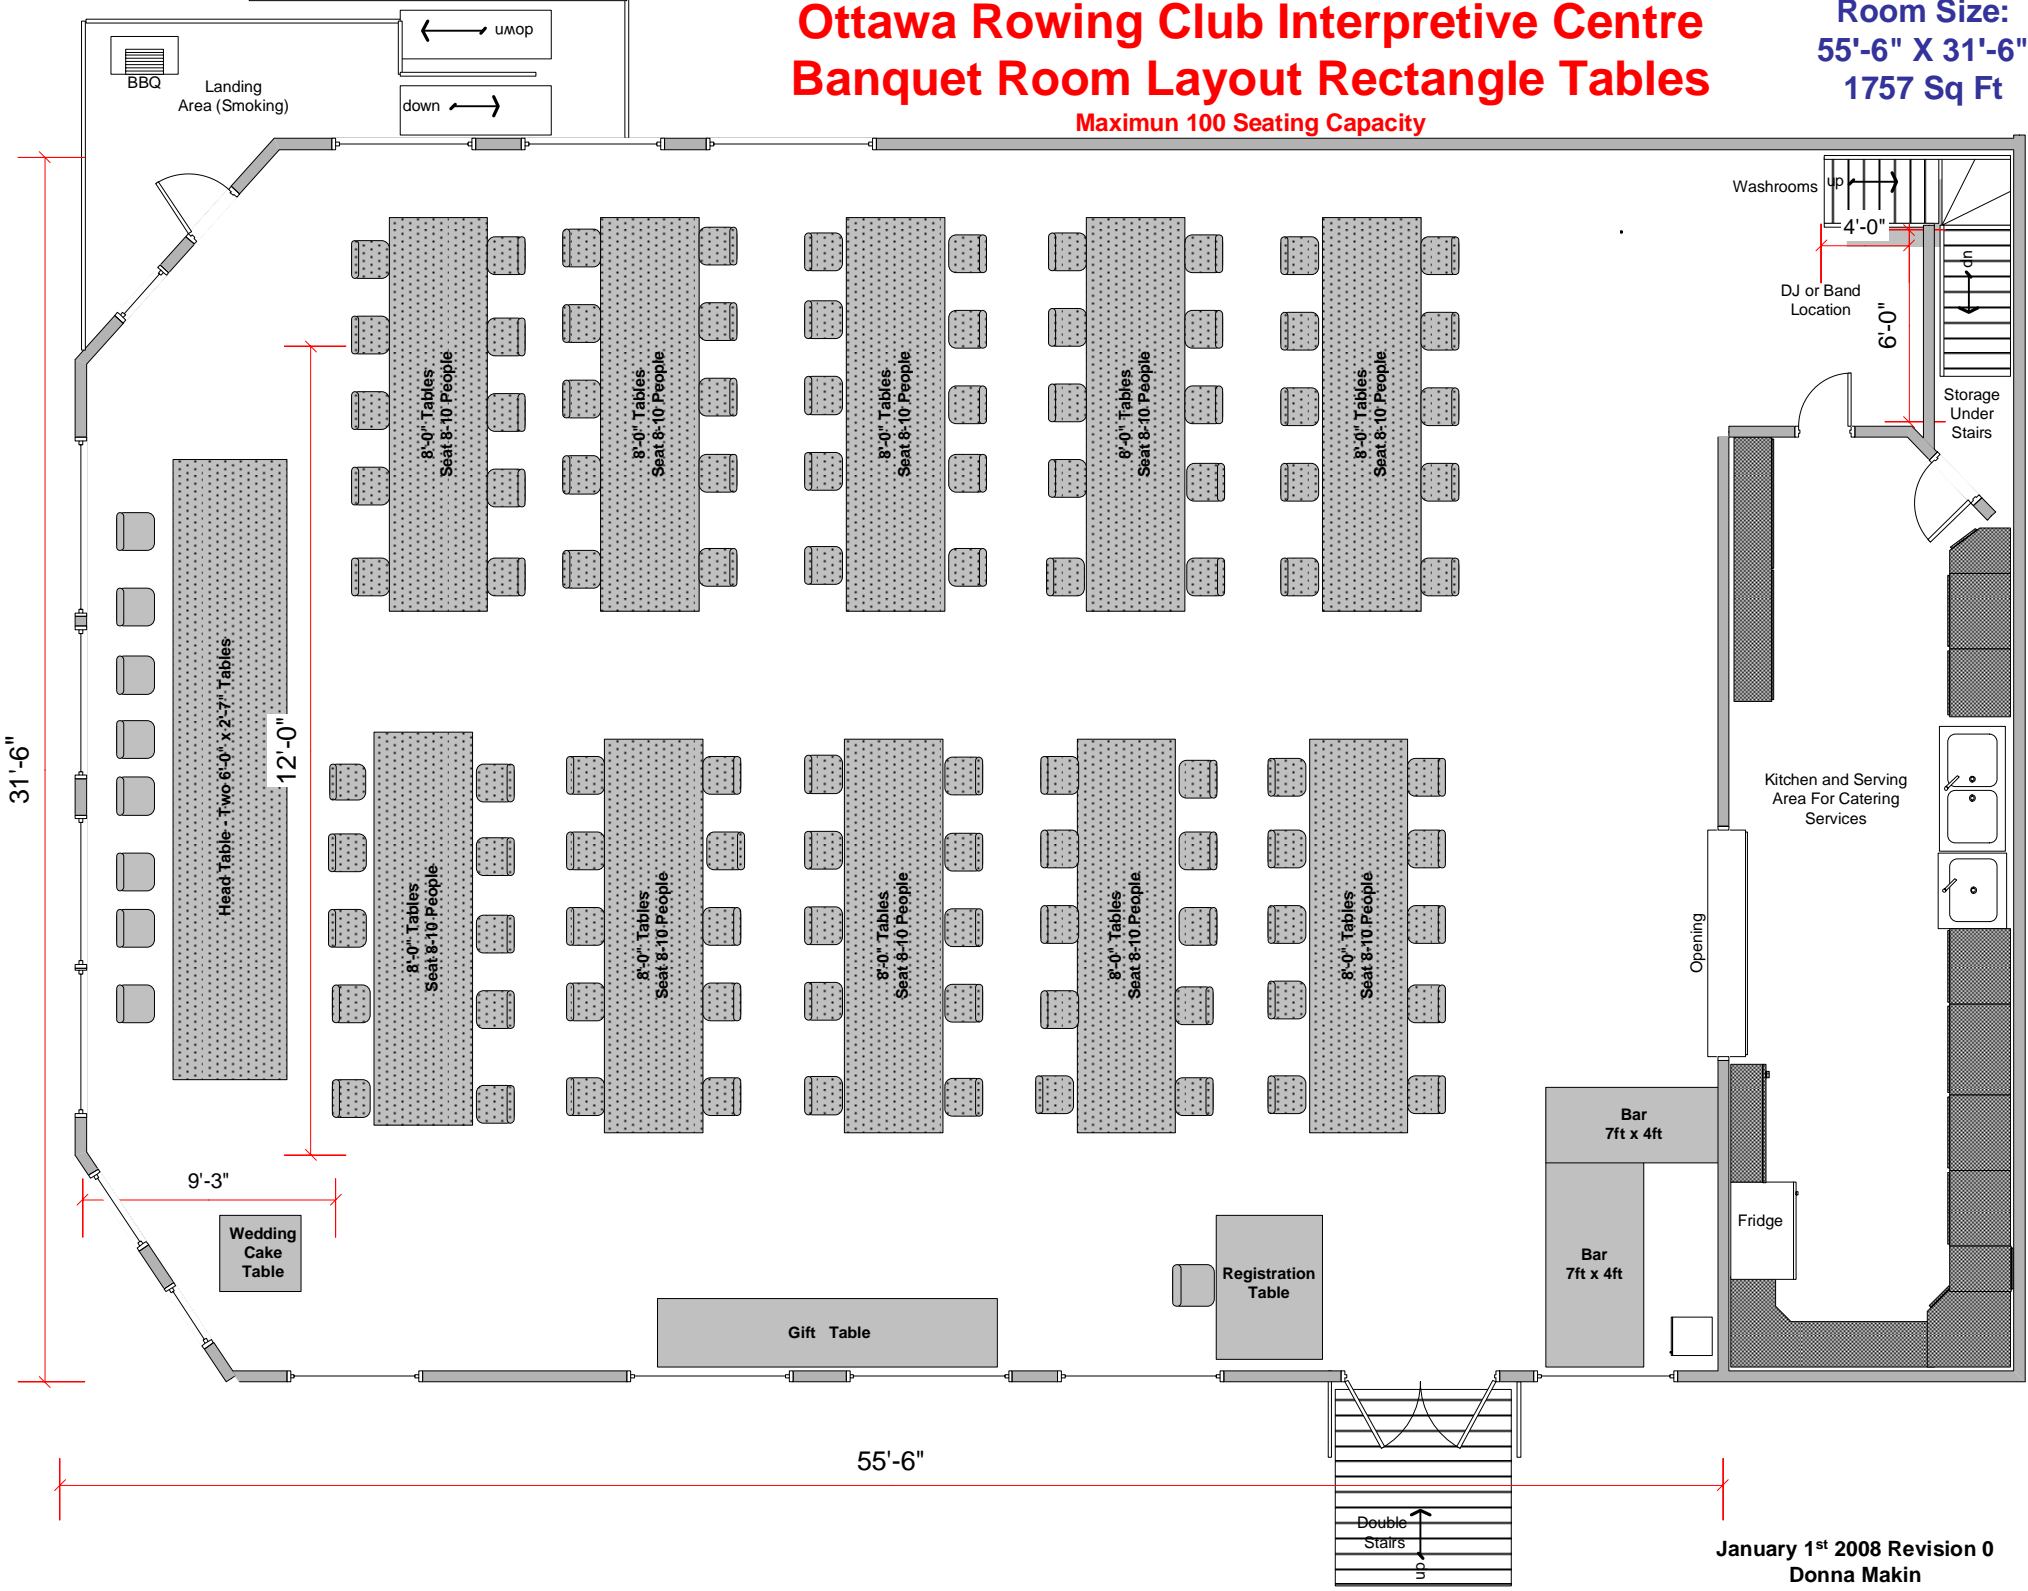 Ottawa Rowing Club Interpretive Centre
Banquet Room Layout Rectangle Tables
Maximun 100 Seating Capacity
Room Size:
55'-6" X 31'-6"
1757 Sq Ft
down
down
BBQ
Landing
Area (Smoking)
Washrooms
up
4'-0"
up
DJ or Band
Location
6'-0"
Storage
Under
Stairs
8'-0" Tables
Seat 8-10 People
8'-0" Tables
Seat 8-10 People
8'-0" Tables
Seat 8-10 People
8'-0" Tables
Seat 8-10 People
8'-0" Tables
Seat 8-10 People
31'-6"
Head Table - Two 6'-0" x 2'-7" Tables
12'-0"
8'-0" Tables
Seat 8-10 People
8'-0" Tables
Seat 8-10 People
8'-0" Tables
Seat 8-10 People
8'-0" Tables
Seat 8-10 People
8'-0" Tables
Seat 8-10 People
Kitchen and Serving
Area For Catering
Services
Opening
Bar
7ft x 4ft
9'-3"
Wedding
Cake
Table
Gift Table
Registration
Table
Bar
7ft x 4ft
Fridge
55'-6"
Double
Stairs
up
January 1st 2008 Revision 0
Donna Makin